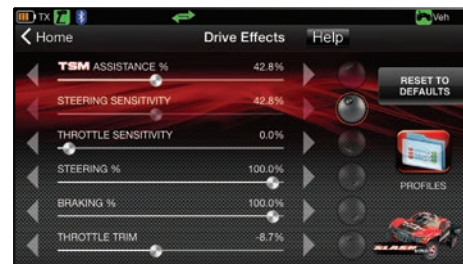 TX Veh
Home Drive Effects Help
TSM ASSISTANCE % 42.8%
STEERING SENSITIVITY 42.8%
THROTTLE SENSITIVITY 0.0%
STEERING % 100.0%
BRAKING % 100.0%
THROTTLE TRIM -8.7%
RESET TO
DEFAULTS
PROFILES
SLASH